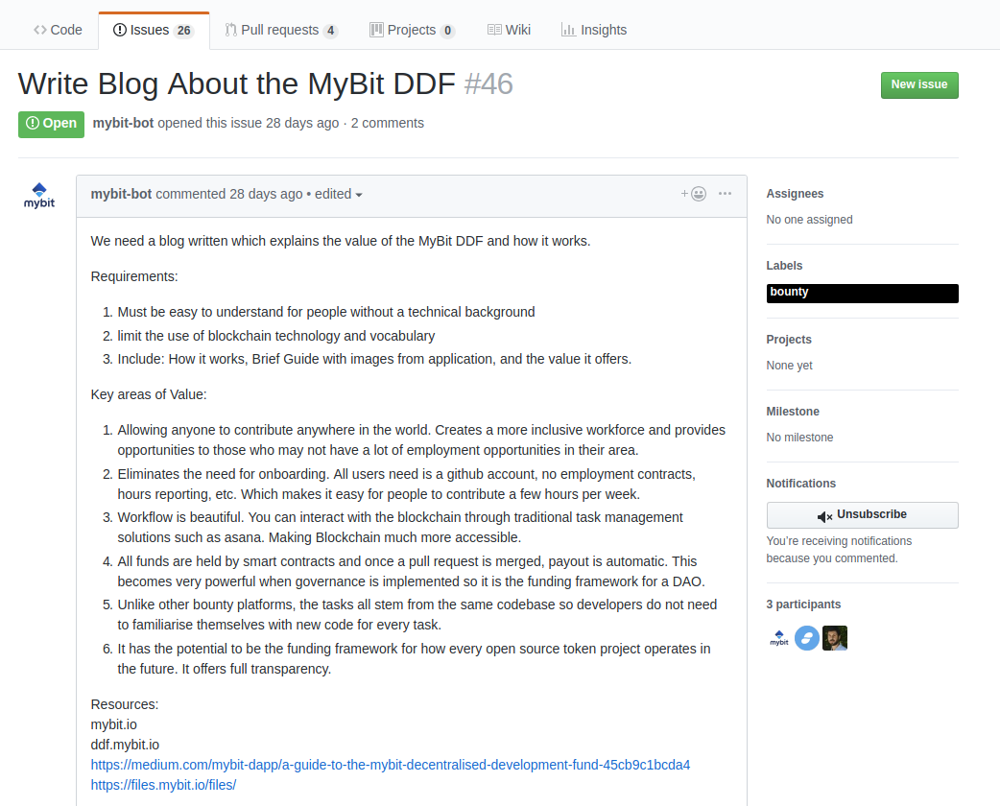 Code Issues 26 Pull requests 4 Projects 0 Wiki Insights
Write Blog About the MyBit DDF #46
New issue
Open mybit-bot opened this issue 28 days ago · 2 comments
mybit
mybit-bot commented 28 days ago • edited
We need a blog written which explains the value of the MyBit DDF and how it works.
Requirements:
1. Must be easy to understand for people without a technical background
2. limit the use of blockchain technology and vocabulary
3. Include: How it works, Brief Guide with images from application, and the value it offers.
Key areas of Value:
1. Allowing anyone to contribute anywhere in the world. Creates a more inclusive workforce and provides
opportunities to those who may not have a lot of employment opportunities in their area.
2. Eliminates the need for onboarding. All users need is a github account, no employment contracts,
hours reporting, etc. Which makes it easy for people to contribute a few hours per week.
3. Workflow is beautiful. You can interact with the blockchain through traditional task management
solutions such as asana. Making Blockchain much more accessible.
4. All funds are held by smart contracts and once a pull request is merged, payout is automatic. This
becomes very powerful when governance is implemented so it is the funding framework for a DAO.
5. Unlike other bounty platforms, the tasks all stem from the same codebase so developers do not need
to familiarise themselves with new code for every task.
6. It has the potential to be the funding framework for how every open source token project operates in
the future. It offers full transparency.
Resources:
mybit.io
ddf.mybit.io
https://medium.com/mybit-dapp/a-guide-to-the-mybit-decentralised-development-fund-45cb9c1bcda4
https://files.mybit.io/files/
Assignees
No one assigned
Labels
bounty
Projects
None yet
Milestone
No milestone
Notifications
Unsubscribe
You're receiving notifications
because you commented.
3 participants
mybit